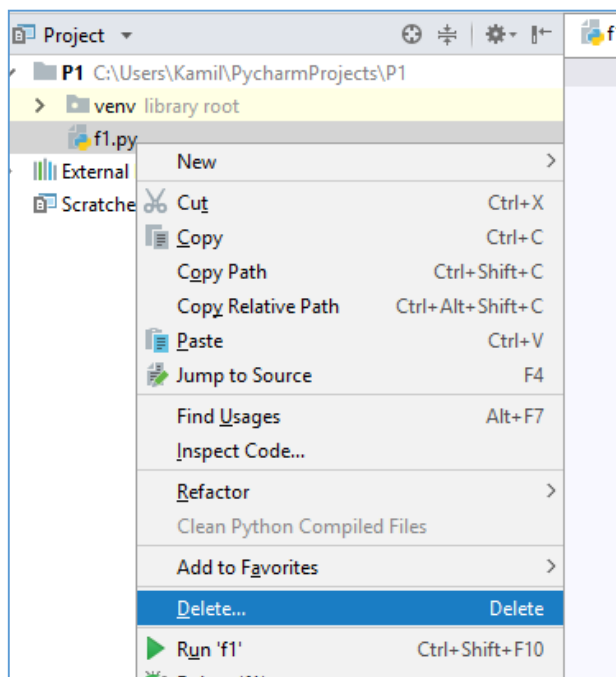 Project
f
P1 C:\Users\Kamil\PycharmProjects\P1
venv library root
f1.py
External
Scratche
New
Cut Ctrl+X
Copy Ctrl+C
Copy Path Ctrl+Shift+C
Copy Relative Path Ctrl+Alt+Shift+C
Paste Ctrl+V
Jump to Source F4
Find Usages Alt+F7
Inspect Code...
Refactor
Clean Python Compiled Files
Add to Favorites
Delete... Delete
Run 'f1' Ctrl+Shift+F10